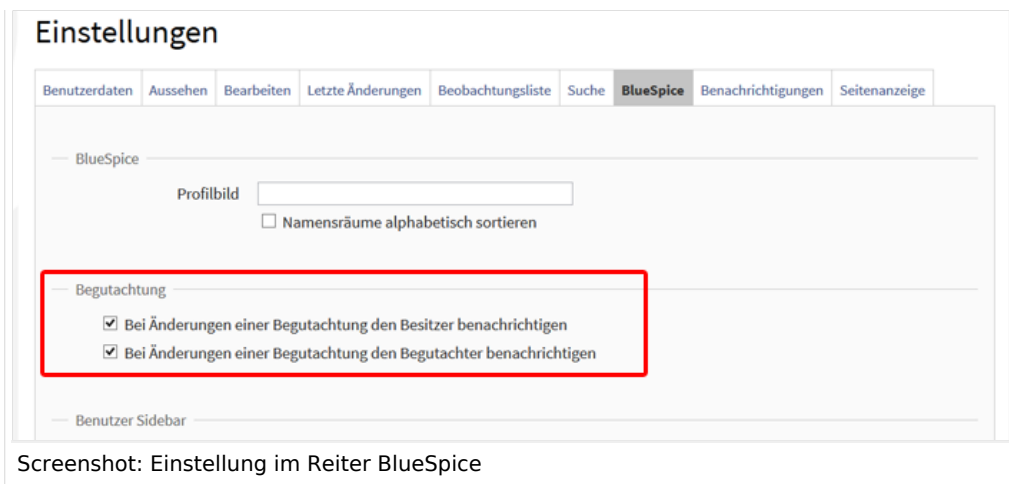 Einstellungen
Benutzerdaten Aussehen Bearbeiten Letzte Änderungen Beobachtungsliste Suche BlueSpice Benachrichtigungen Seitenanzeige
BlueSpice
Profilbild
Namensräume alphabetisch sortieren
Begutachtung
Bei Änderungen einer Begutachtung den Besitzer benachrichtigen
Bei Änderungen einer Begutachtung den Begutachter benachrichtigen
Benutzer Sidebar
Screenshot: Einstellung im Reiter BlueSpice